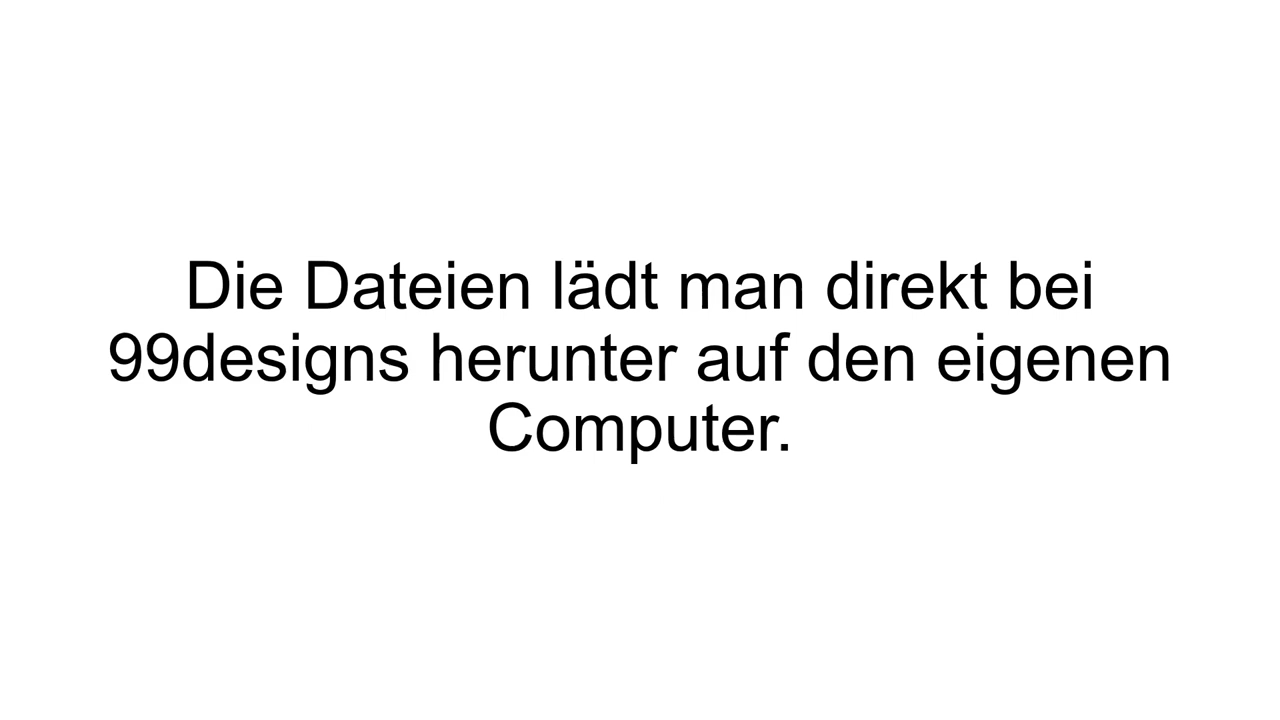 Die Dateien lädt man direkt bei
99designs herunter auf den eigenen
Computer.